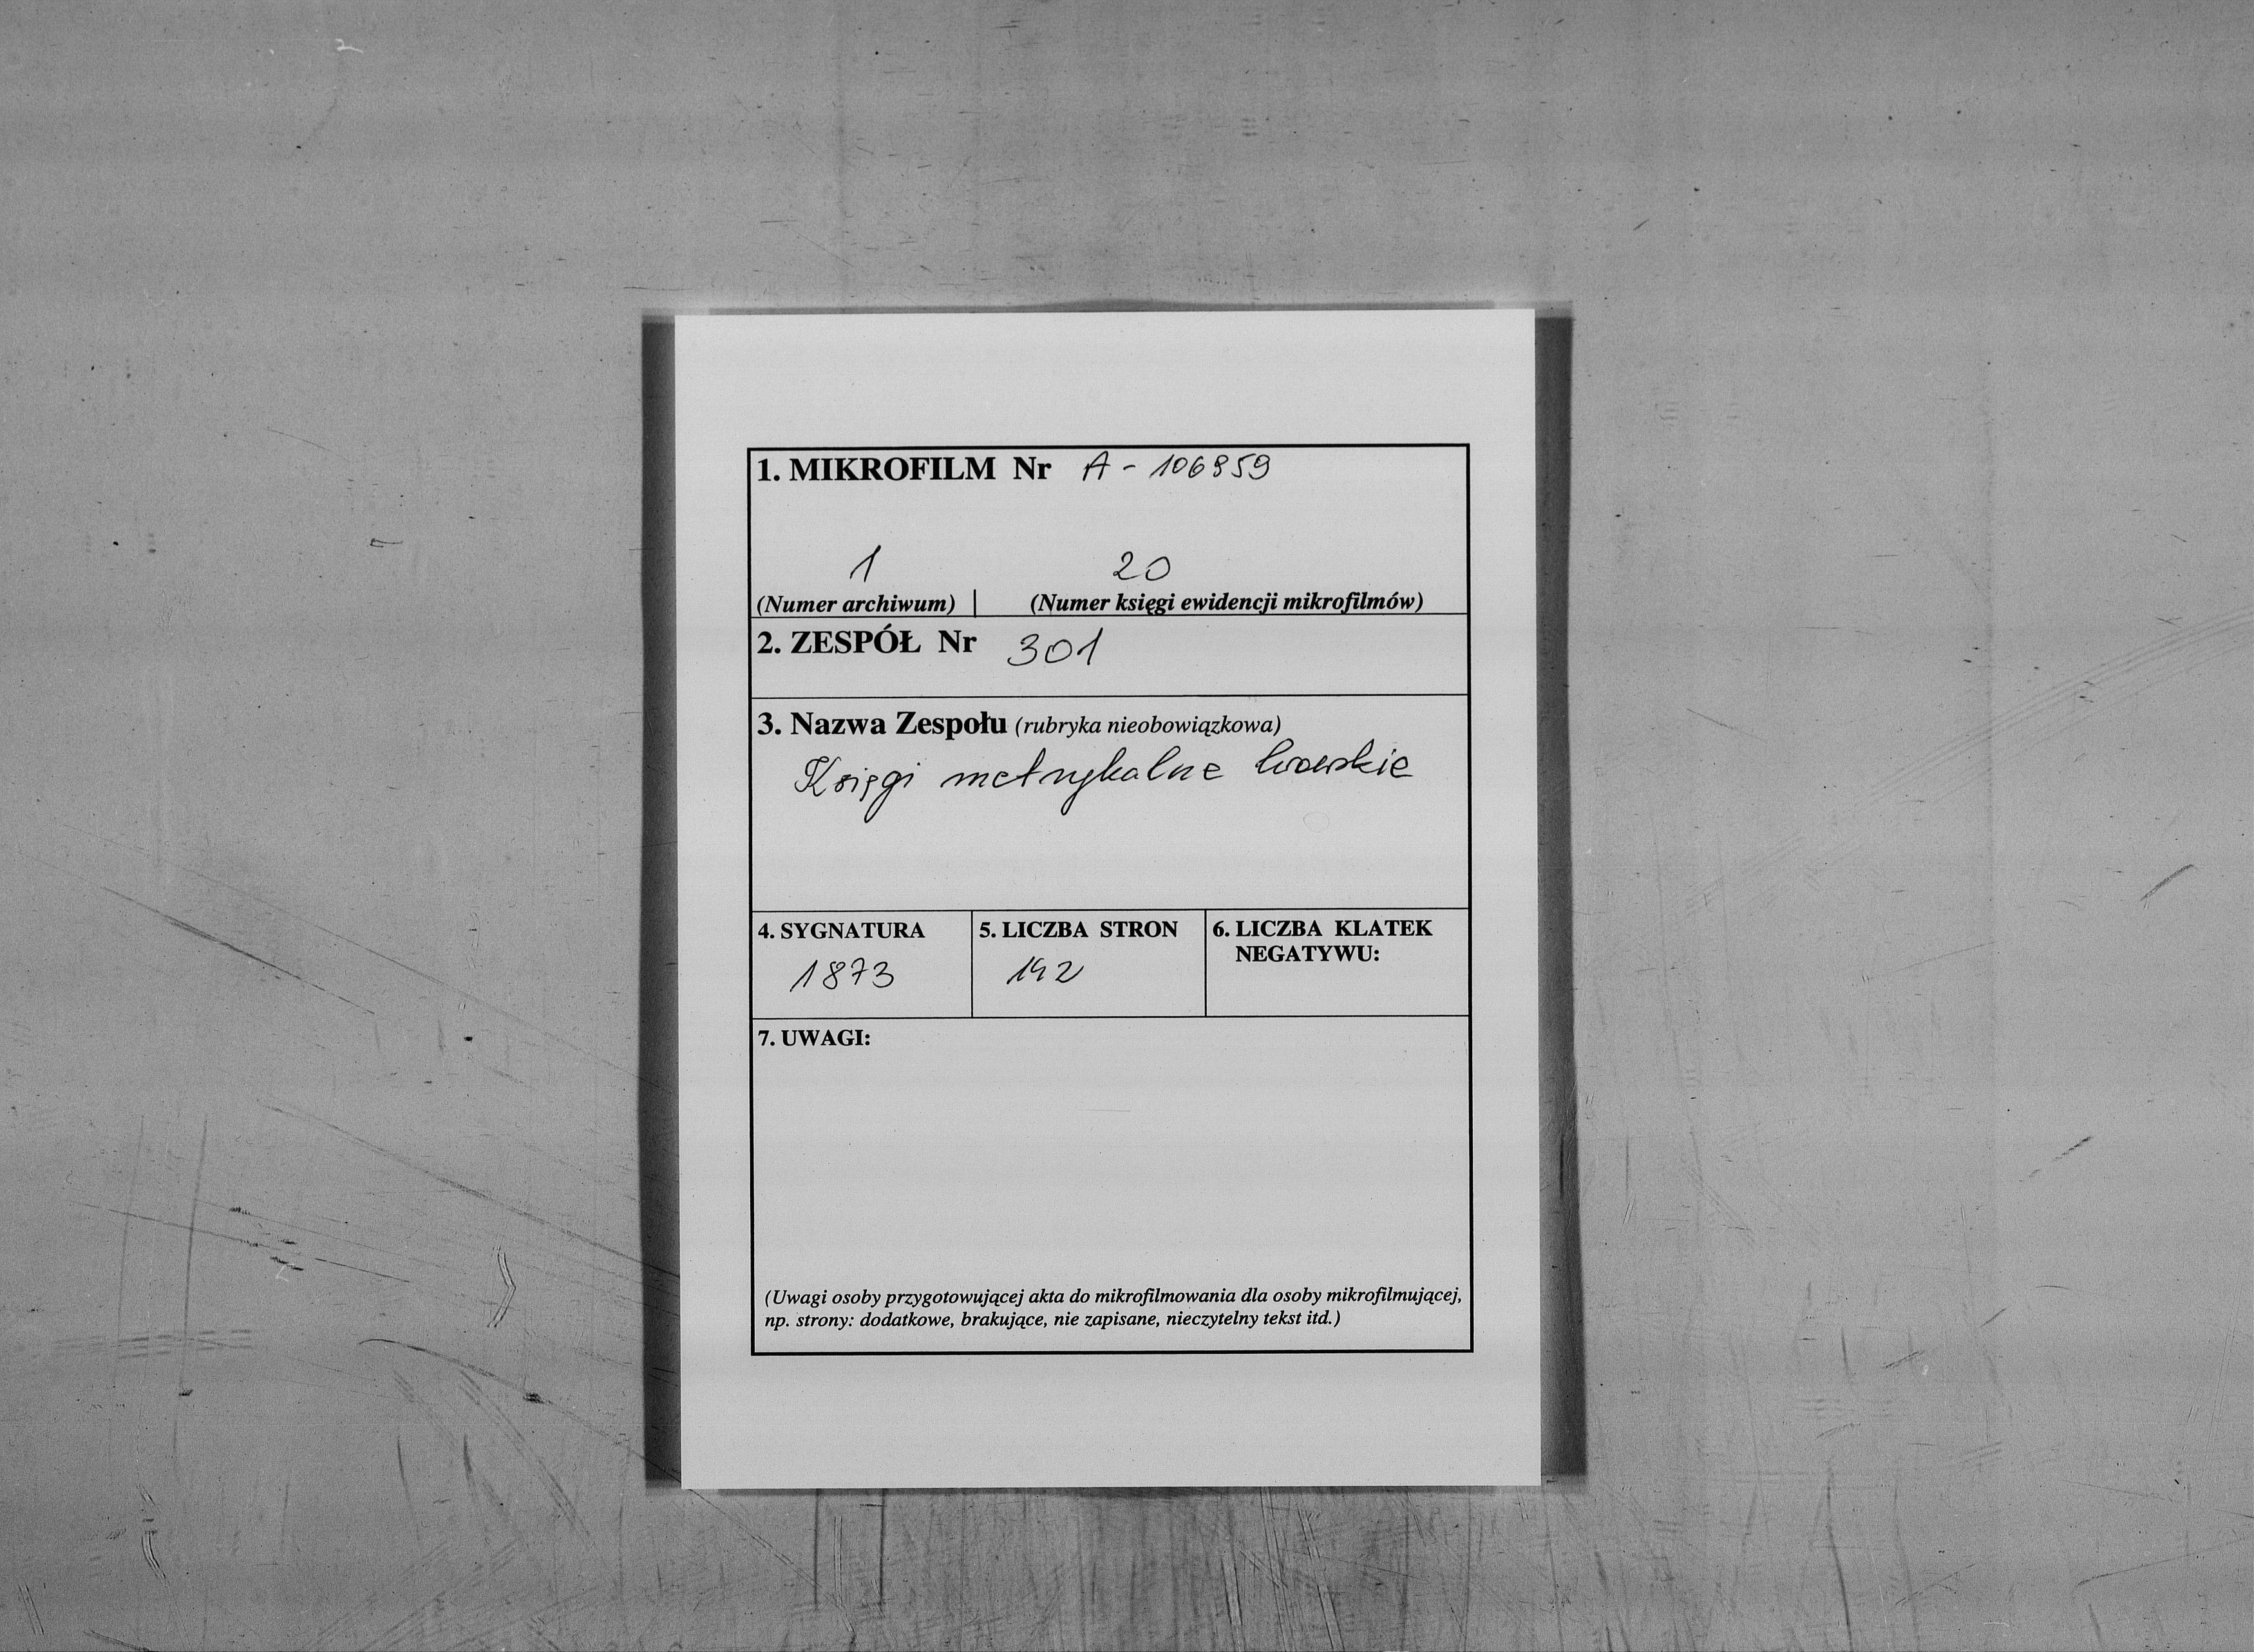 1. MIKROFILM Nr A - 106859
1 20
(Numer archiwum) | (Numer księgi ewidencji mikrofilmów)
2. ZESPÓŁ Nr 301
3. Nazwa Zespołu (rubryka nieobowiązkowa)
Księgi metrykalne lwowskie
4. SYGNATURA 5. LICZBA STRON 6. LICZBA KLATEK
NEGATYWU:
1873 142
7. UWAGI:
(Uwagi osoby przygotowującej akta do mikrofilmowania dla osoby mikrofilmującej,
np. strony: dodatkowe, brakujące, nie zapisane, nieczytelny tekst itd.)